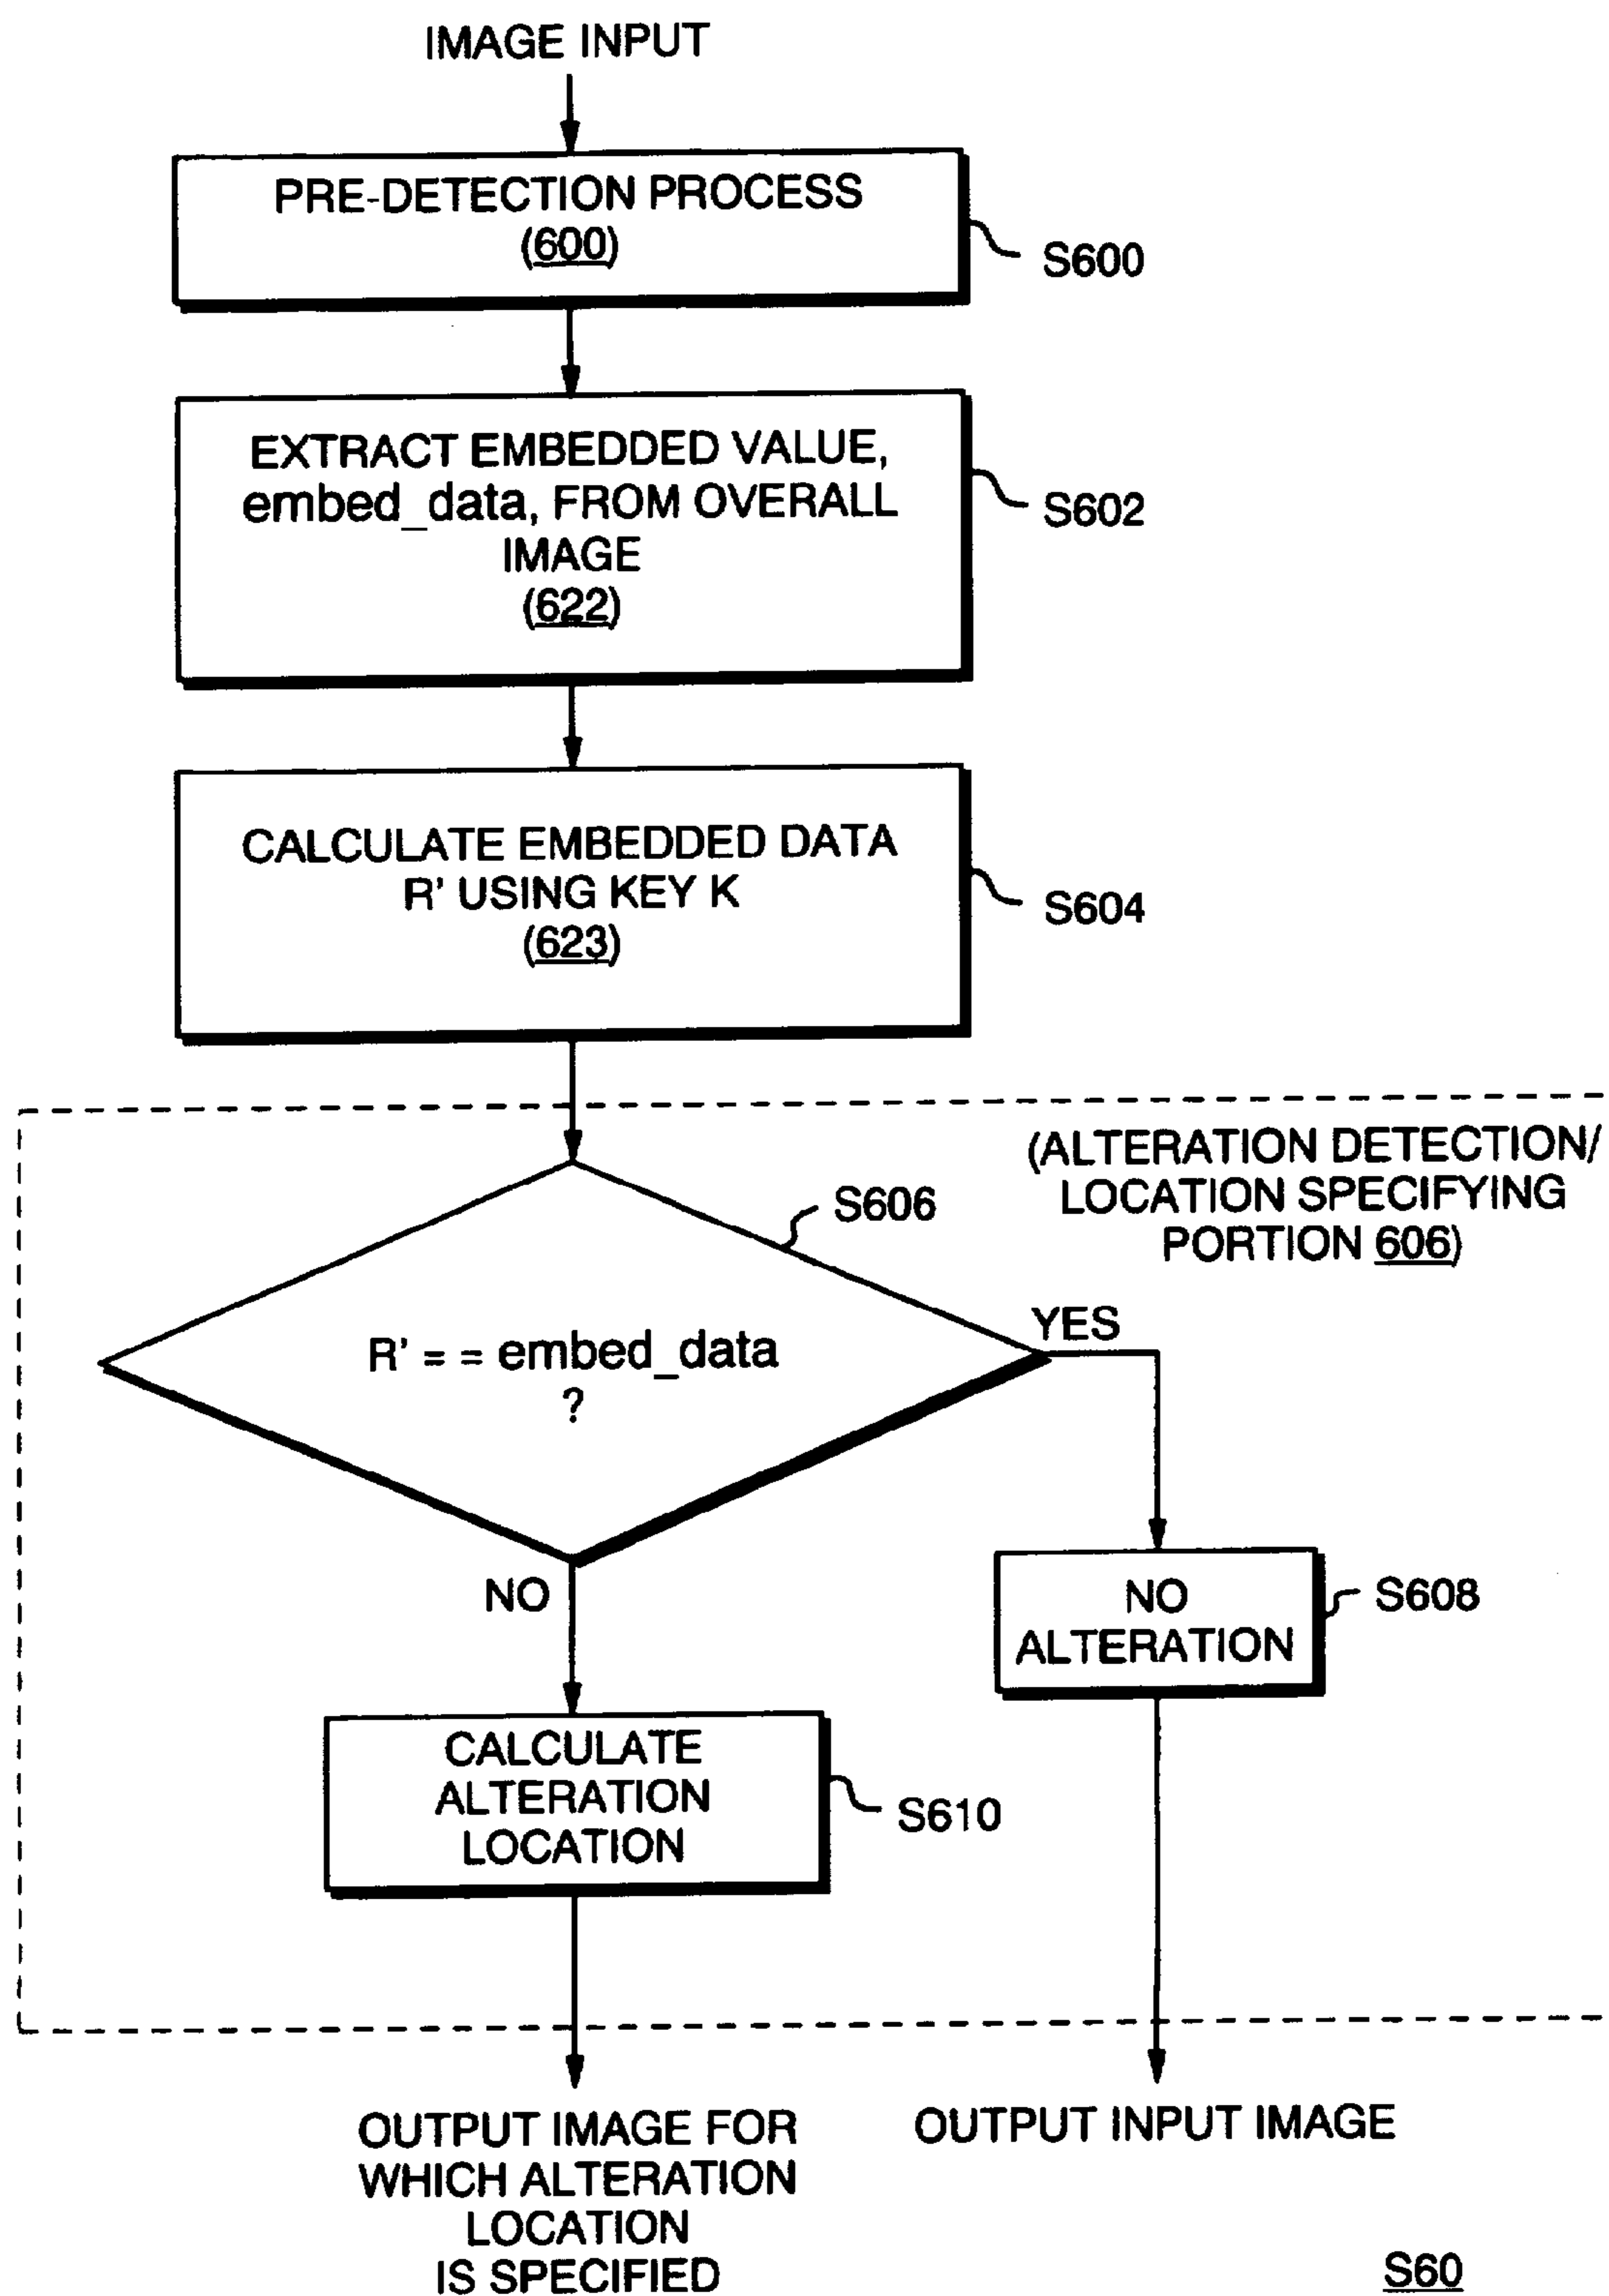 IMAGE INPUT
PRE-DETECTION PROCESS
(600)
S600
EXTRACT EMBEDDED VALUE,
embed_data, FROM OVERALL
IMAGE
(622)
S602
CALCULATE EMBEDDED DATA
R' USING KEY K
(623)
S604
(ALTERATION DETECTION/
LOCATION SPECIFYING
PORTION 606)
S606
R' = = embed_data
?
YES
NO
NO
ALTERATION
S608
CALCULATE
ALTERATION
LOCATION
S610
OUTPUT IMAGE FOR
WHICH ALTERATION
LOCATION
IS SPECIFIED
OUTPUT INPUT IMAGE
S60